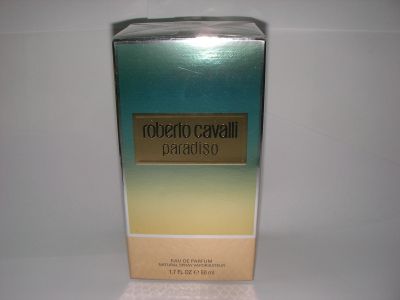 roberto cavalli
paradiso
EAU DE PARFUM
NATURAL SPRAY VAPORISATEUR
1.7 FL OZ ℮ 50 ml